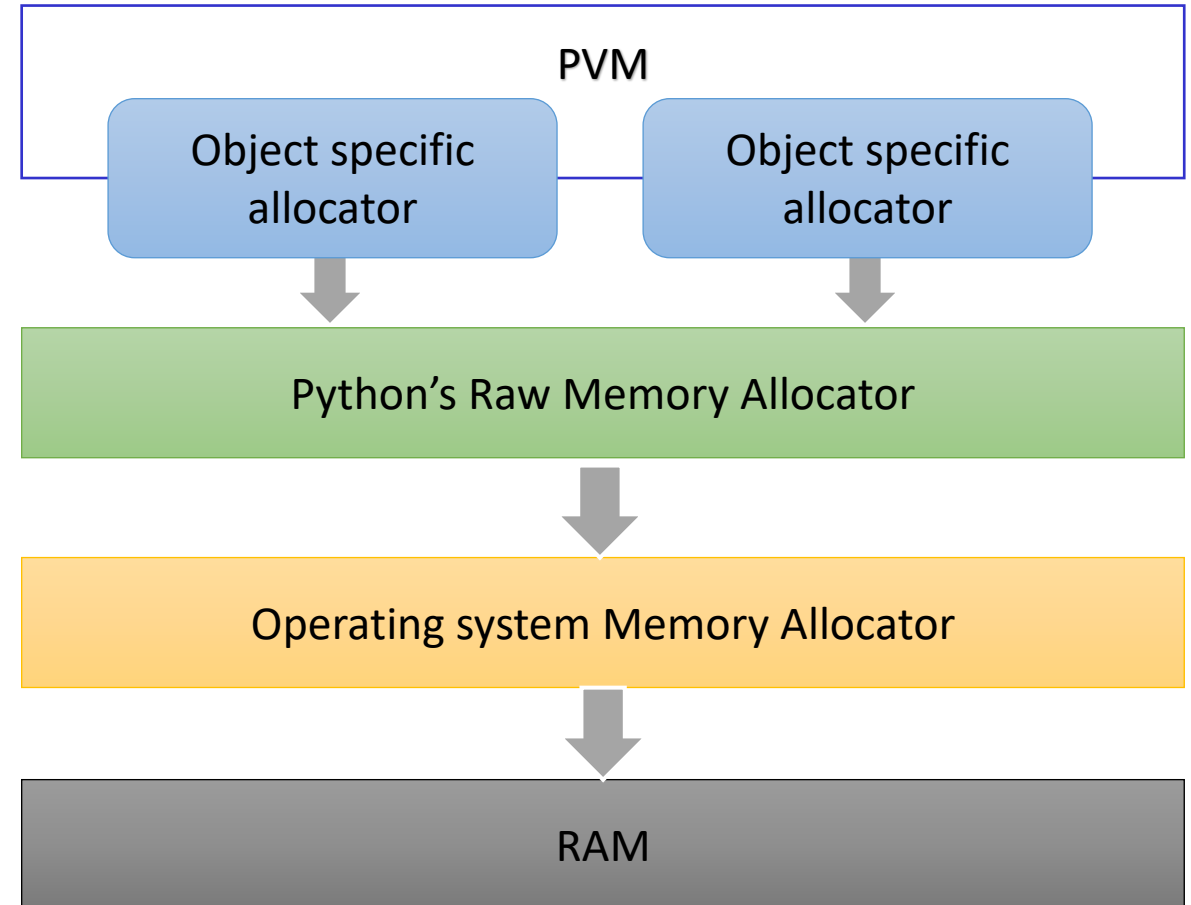 PVM
Object specific
allocator
Object specific
allocator
Python’s Raw Memory Allocator
Operating system Memory Allocator
RAM